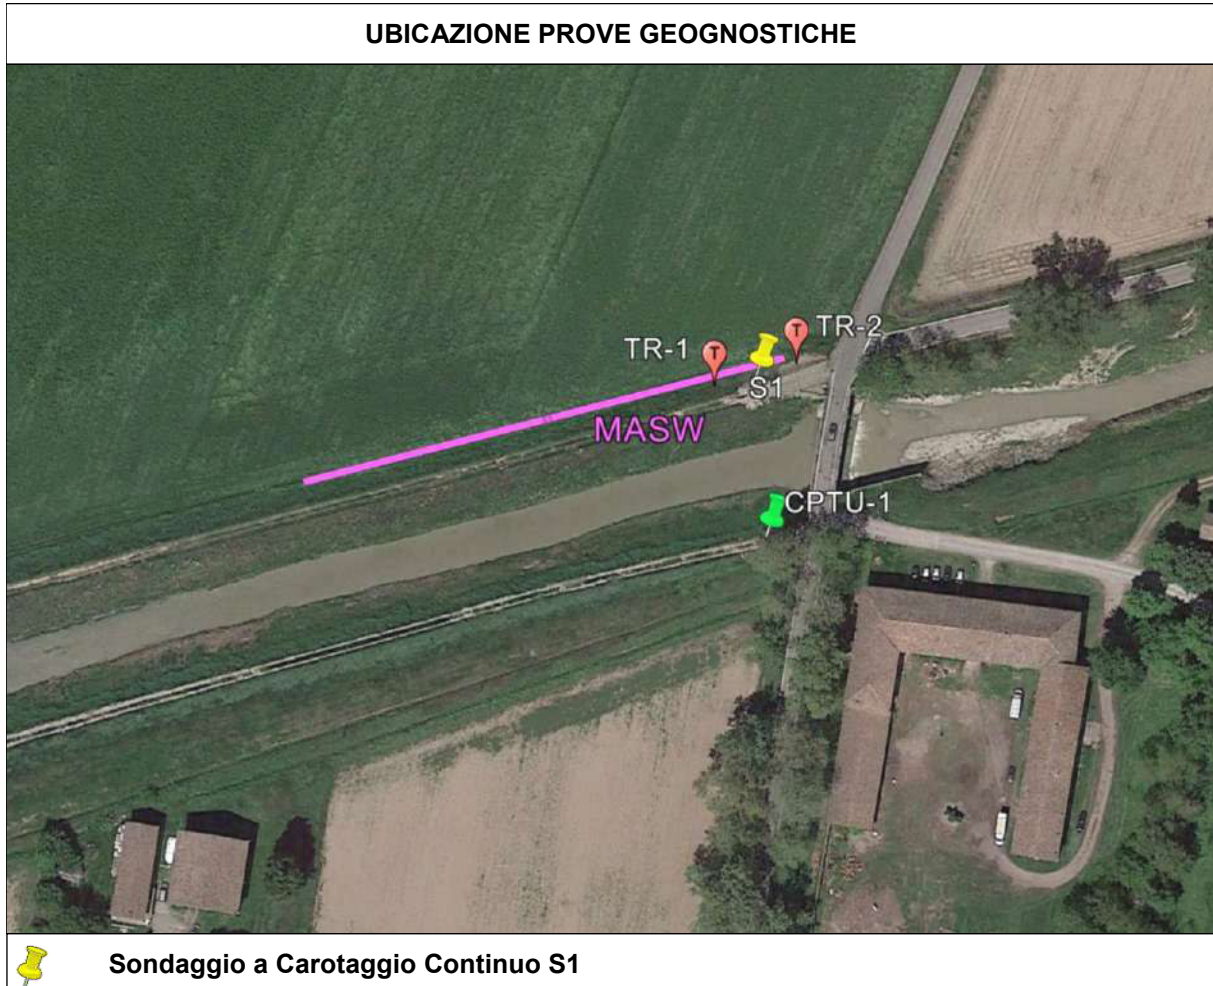 UBICAZIONE PROVE GEOGNOSTICHE
TR-1
T
T
TR-2
S1
MASW
CPTU-1
Sondaggio a Carotaggio Continuo S1